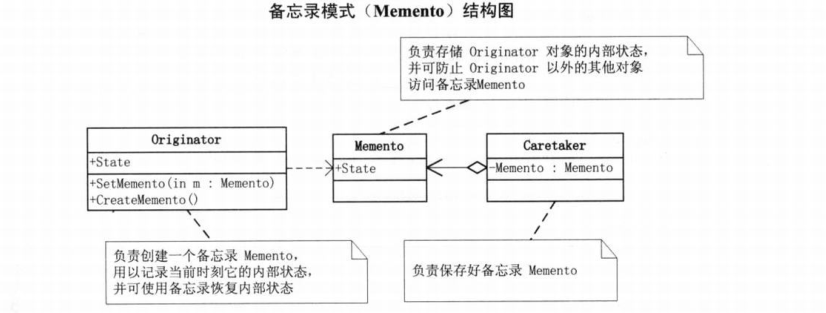 备忘录模式（Memento）结构图
负责存储 Originator 对象的内部状态，
并可防止 Originator 以外的其他对象
访问备忘录Memento
Originator
+State
+SetMemento(in m : Memento)
+CreateMemento()
Memento
+State
Caretaker
-Memento : Memento
负责创建一个备忘录 Memento，
用以记录当前时刻它的内部状态，
并可使用备忘录恢复内部状态
负责保存好备忘录 Memento